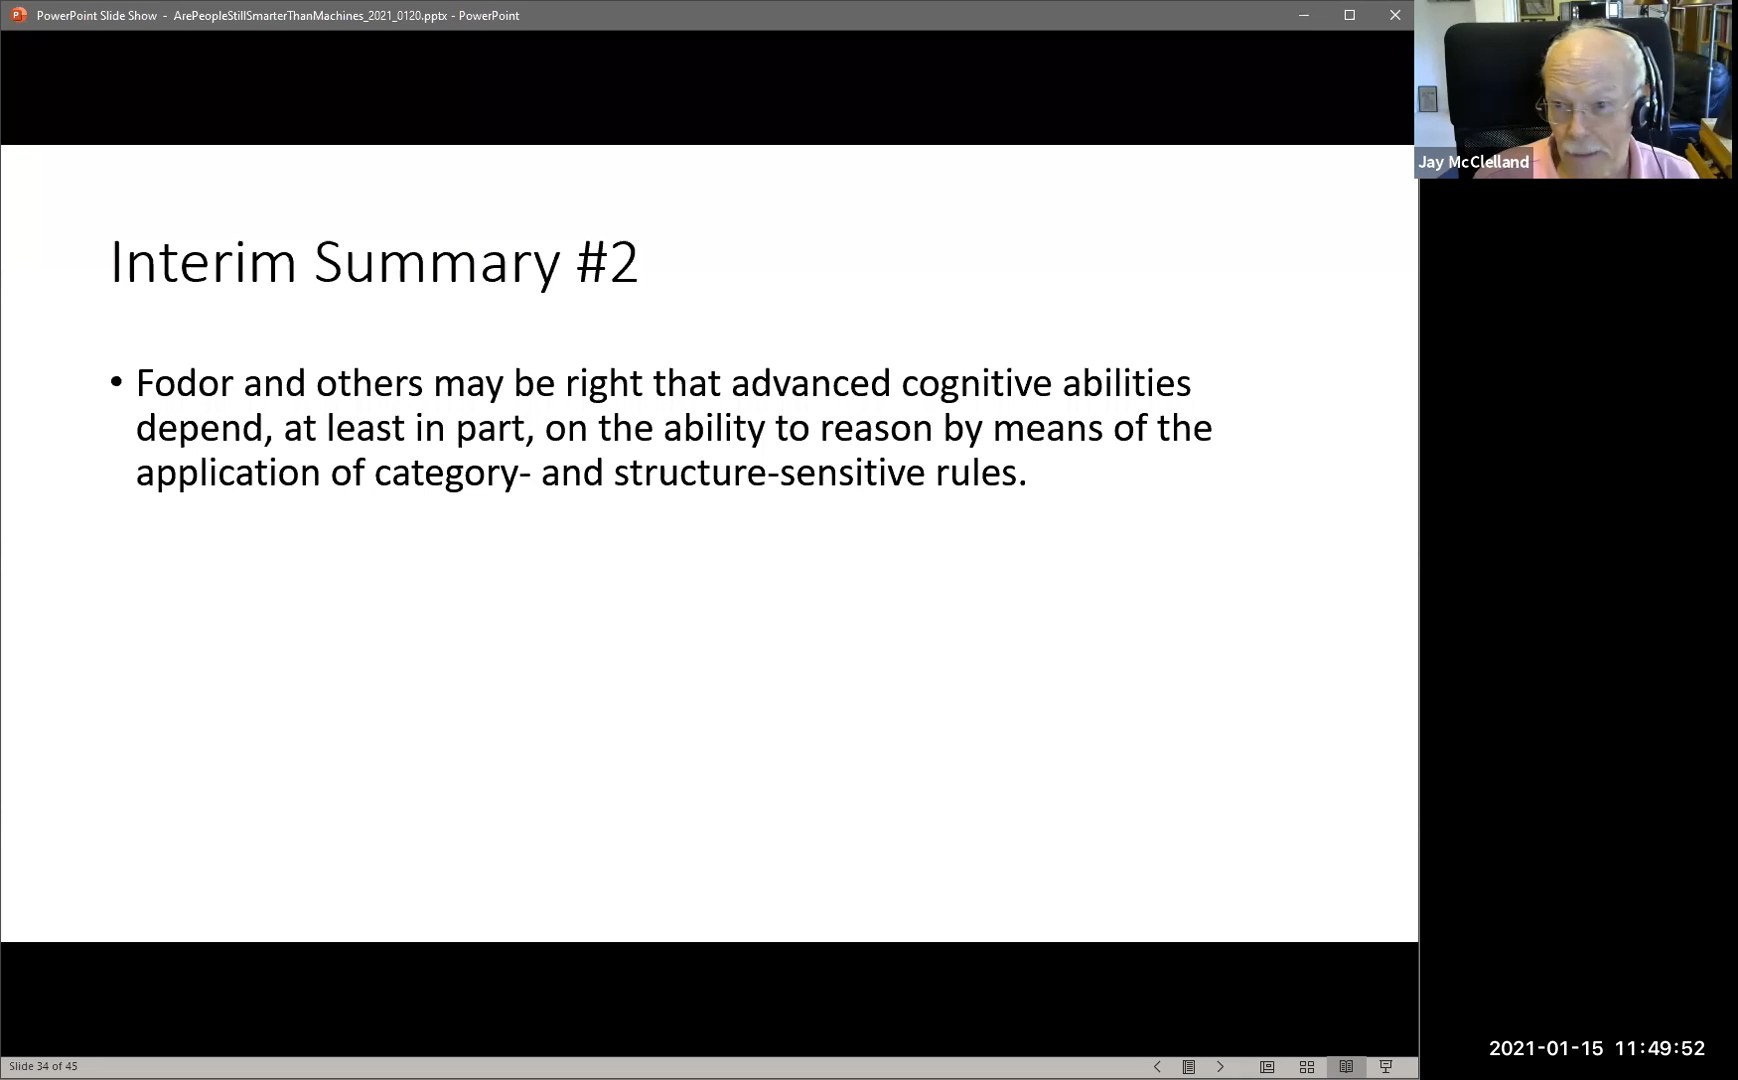 PowerPoint Slide Show - ArePeopleStillSmarterThanMachines_2021_0120.pptx - PowerPoint
Jay McClelland
Interim Summary #2
• Fodor and others may be right that advanced cognitive abilities
depend, at least in part, on the ability to reason by means of the
application of category- and structure-sensitive rules.
2021-01-15 11:49:52
Slide 34 of 45